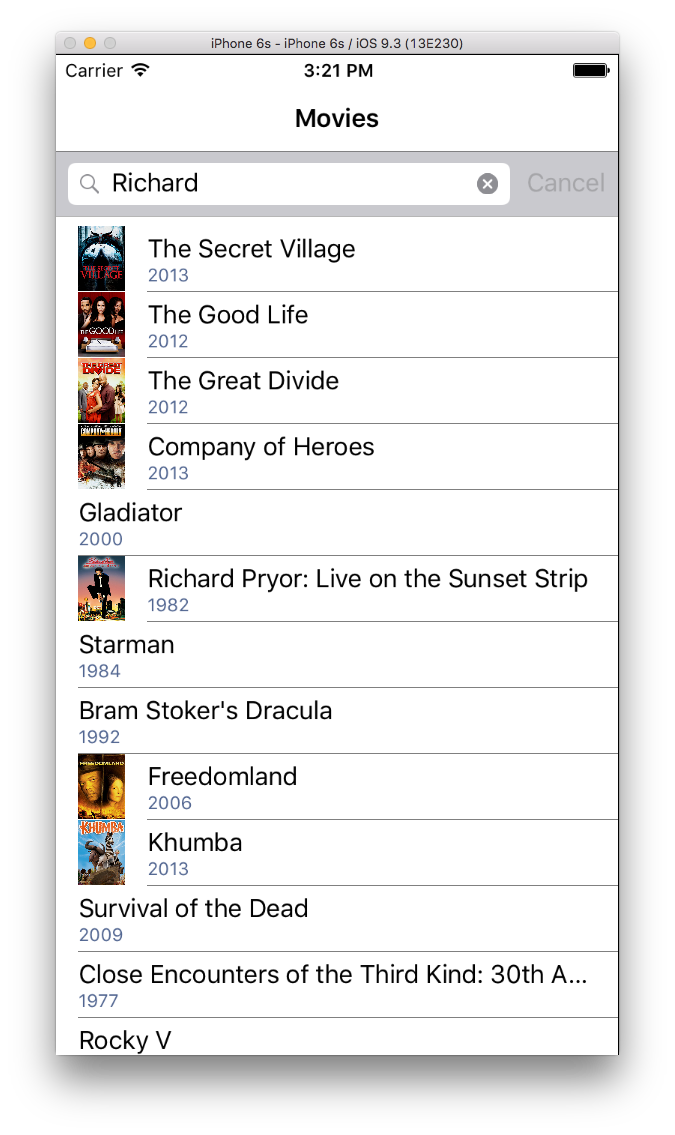 iPhone 6s - iPhone 6s / iOS 9.3 (13E230)
Carrier 3:21 PM
Movies
Richard Cancel
The Secret Village
2013
The Good Life
2012
The Great Divide
2012
Company of Heroes
2013
Gladiator
2000
Richard Pryor: Live on the Sunset Strip
1982
Starman
1984
Bram Stoker's Dracula
1992
FREEDOMLAND
Freedomland
2006
KHUMBA
Khumba
2013
Survival of the Dead
2009
Close Encounters of the Third Kind: 30th A...
1977
Rocky V